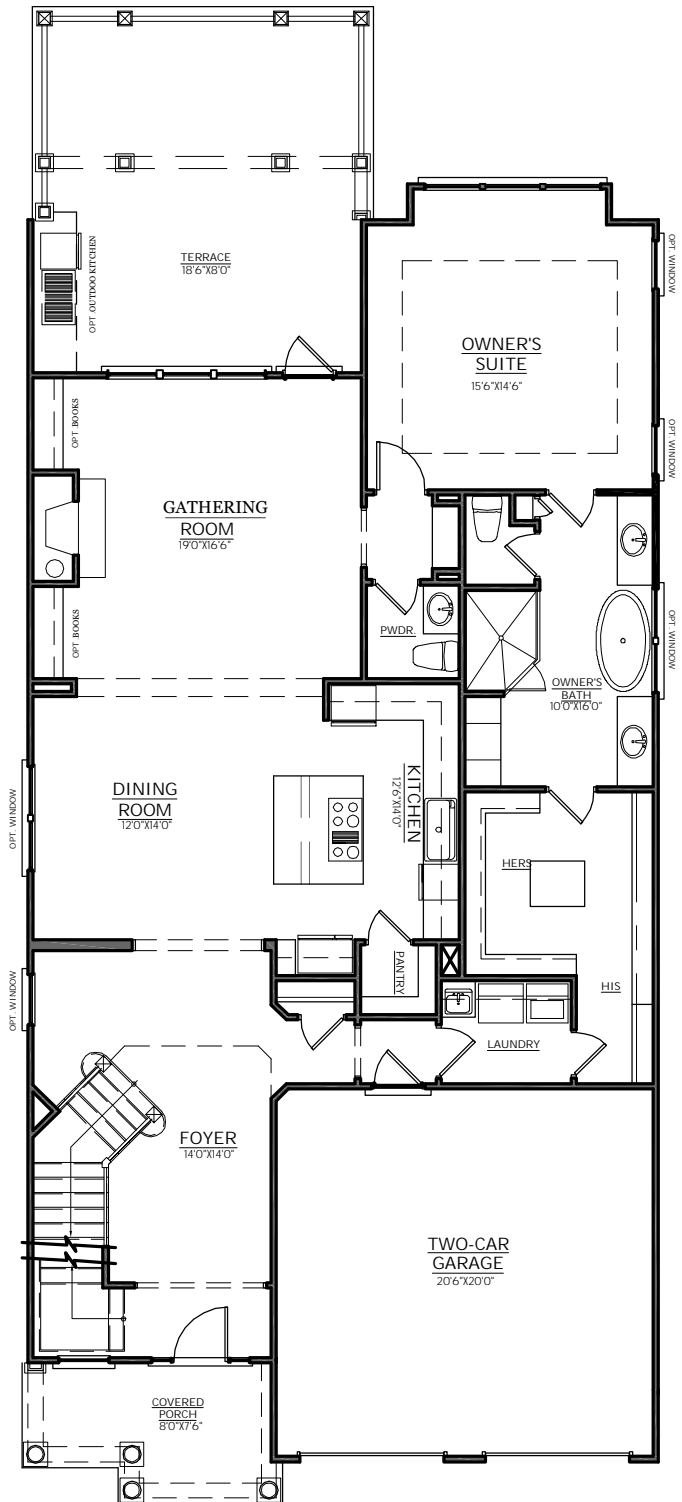 TERRACE
18'6"X8'0"
OPT .OUTDOO KITCHEN
OPT. WINDOW
OWNER'S
SUITE
15'6"X14'6"
OPT .BOOKS
OPT. WINDOW
GATHERING
ROOM
19'0"X16'6"
OPT .BOOKS
PWDR.
OPT . WINDOW
OWNER'S
BATH
10'0"X16'0"
DINING
ROOM
12'0"X14'0"
KITCHEN
12'6"X14'0"
OPT. WINDOW
HERS
PANTRY
HIS
OPT. WINDOW
LAUNDRY
FOYER
14'0"X14'0"
TWO-CAR
GARAGE
20'6"X20'0"
COVERED
PORCH
8'0"X7'6"